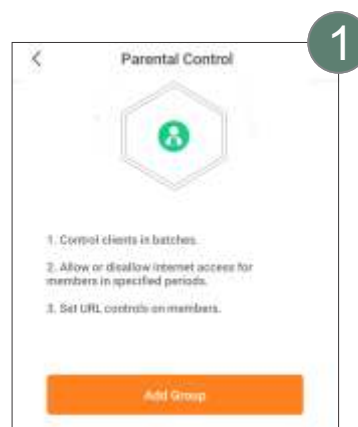 1
Parental Control
1. Control clients in batches.
2. Allow or disallow internet access for
members in specified periods.
3. Set URL controls on members.
Add Group